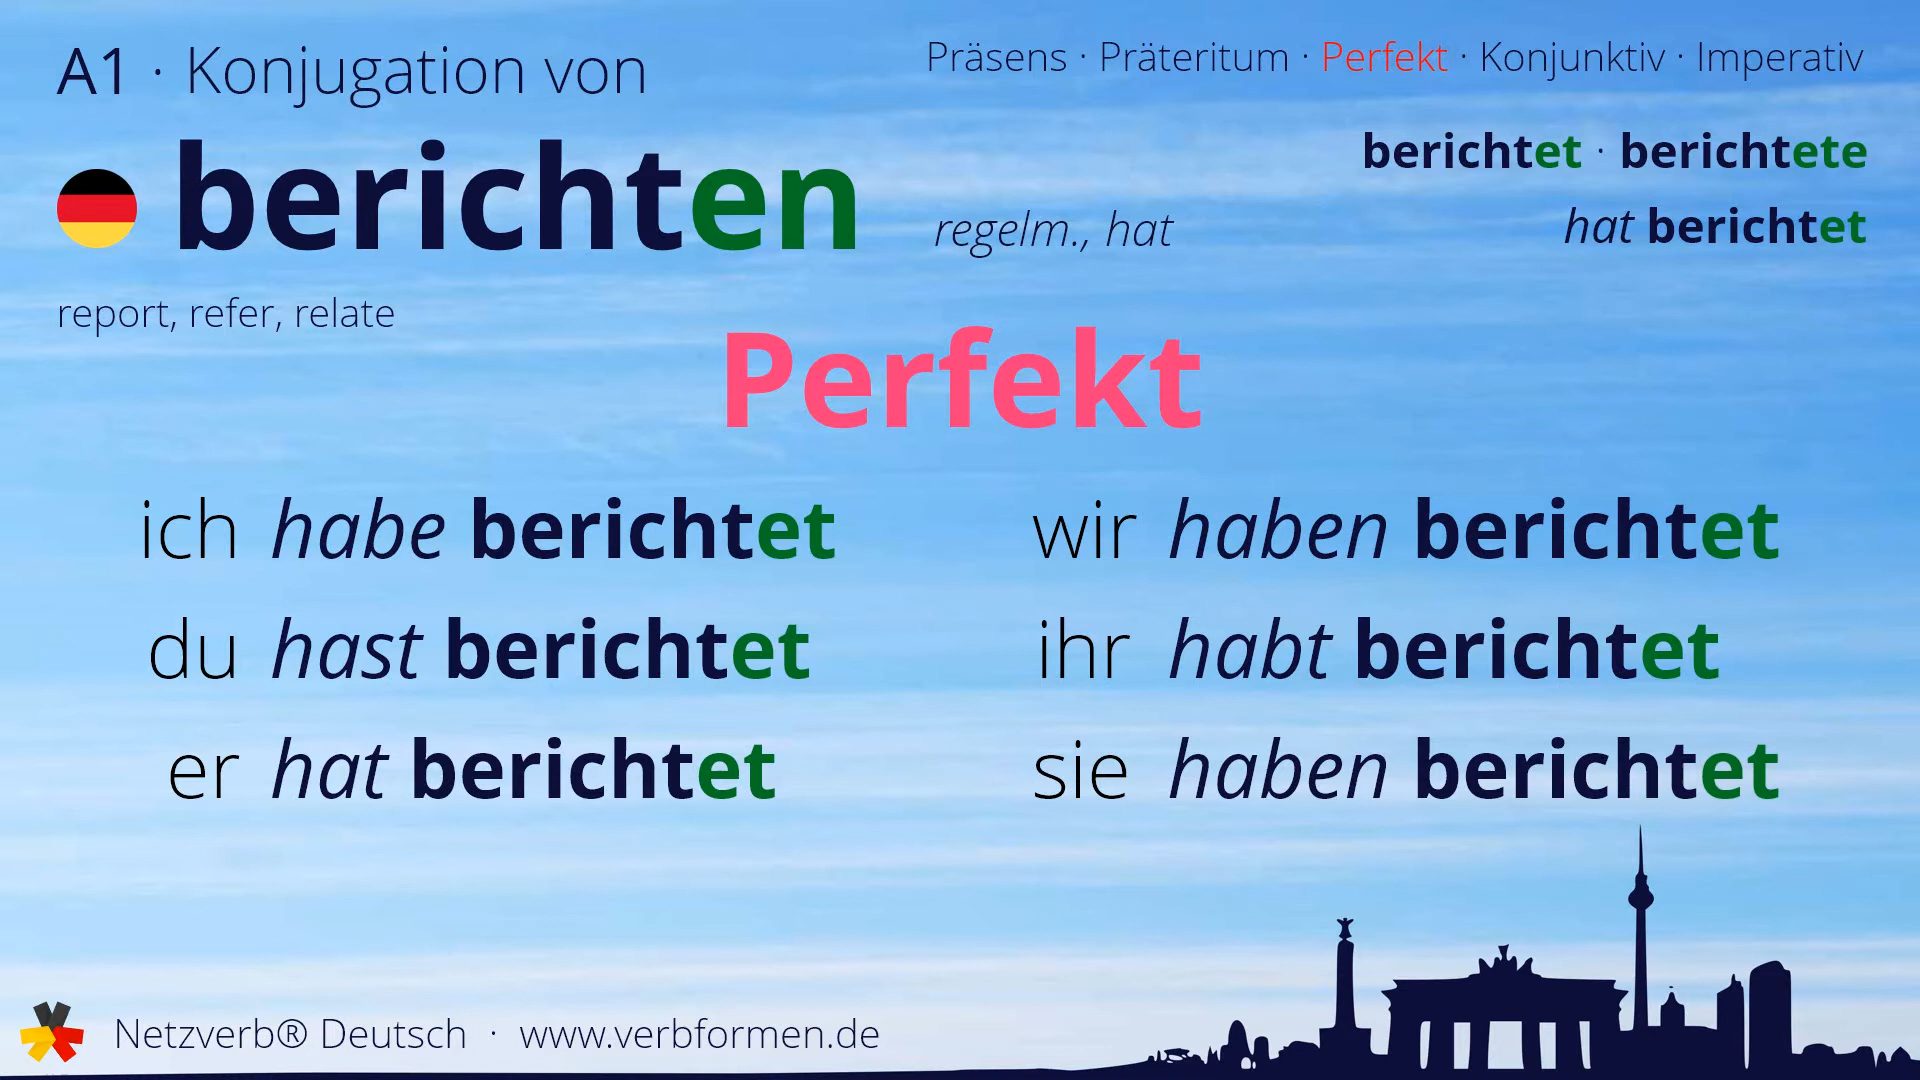 A1 · Konjugation von
berichten
regelm., hat
report, refer, relate
Präsens · Präteritum · Perfekt · Konjunktiv · Imperativ
berichtet · berichtete
hat berichtet
Perfekt
ich habe berichtet
du hast berichtet
er hat berichtet
wir haben berichtet
ihr habt berichtet
sie haben berichtet
Netzverb® Deutsch · www.verbformen.de